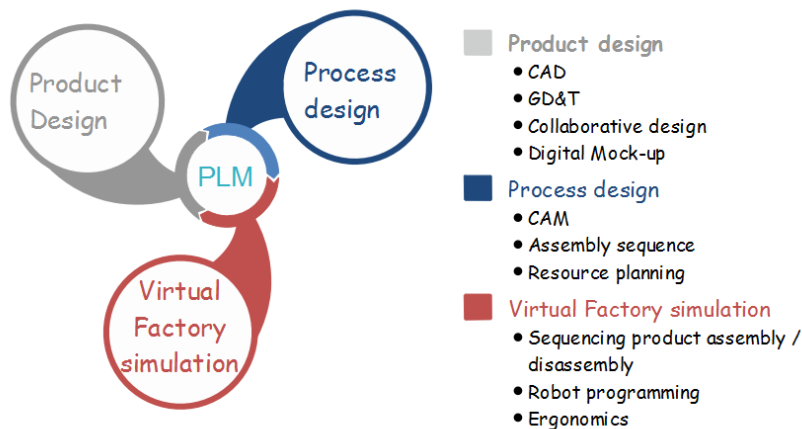 Product
Design
Process
design
PLM
Virtual
Factory
simulation
Product design
• CAD
• GD&T
• Collaborative design
• Digital Mock-up
Process design
• CAM
• Assembly sequence
• Resource planning
Virtual Factory simulation
• Sequencing product assembly /
disassembly
• Robot programming
• Ergonomics